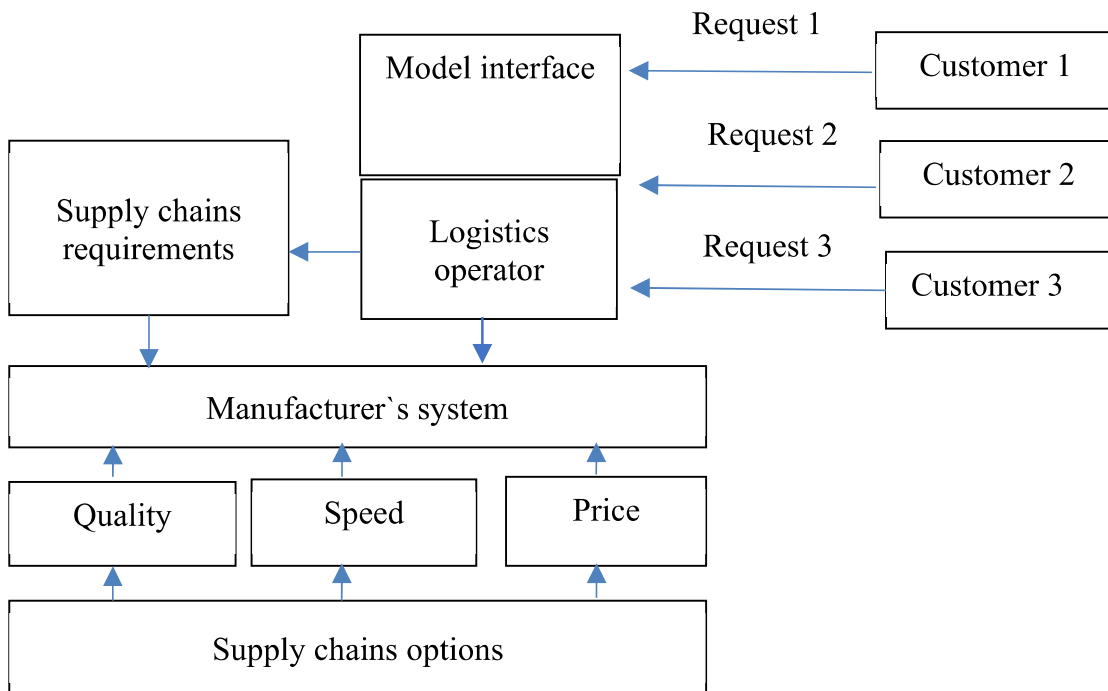 Request 1
Model interface
Customer 1
Request 2
Customer 2
Supply chains
requirements
Logistics
operator
Request 3
Customer 3
Manufacturer`s system
Quality
Speed
Price
Supply chains options